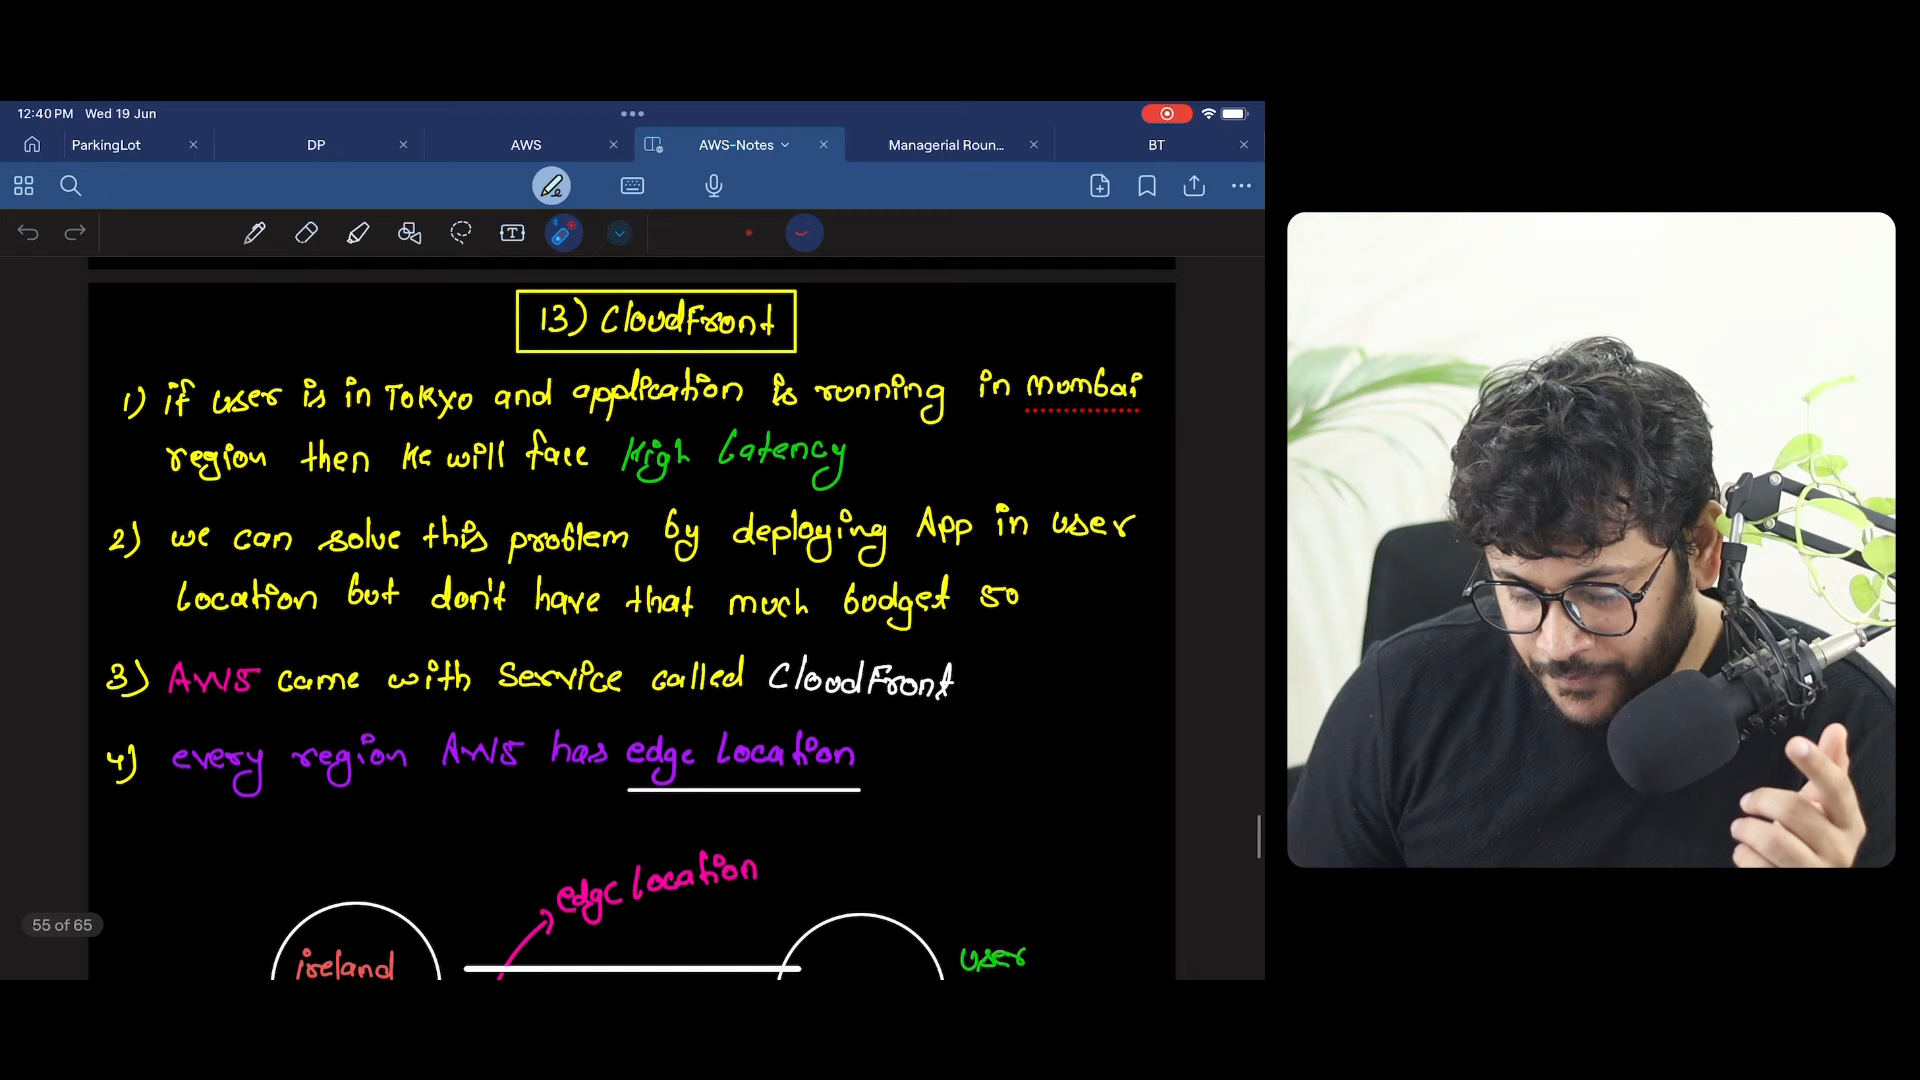 12:40 PM Wed 19 Jun
ParkingLot
DP
AWS
AWS-Notes
Managerial Roun...
BT
13) CloudFront
1) if user is in Tokyo and application is running in mumbai
region then he will face High Latency
2) we can solve this problem by deploying App in user
location but don't have that much budget so
3) AWS came with Service called CloudFront
4) every region AWS has edge location
edge location
ireland
user
55 of 65